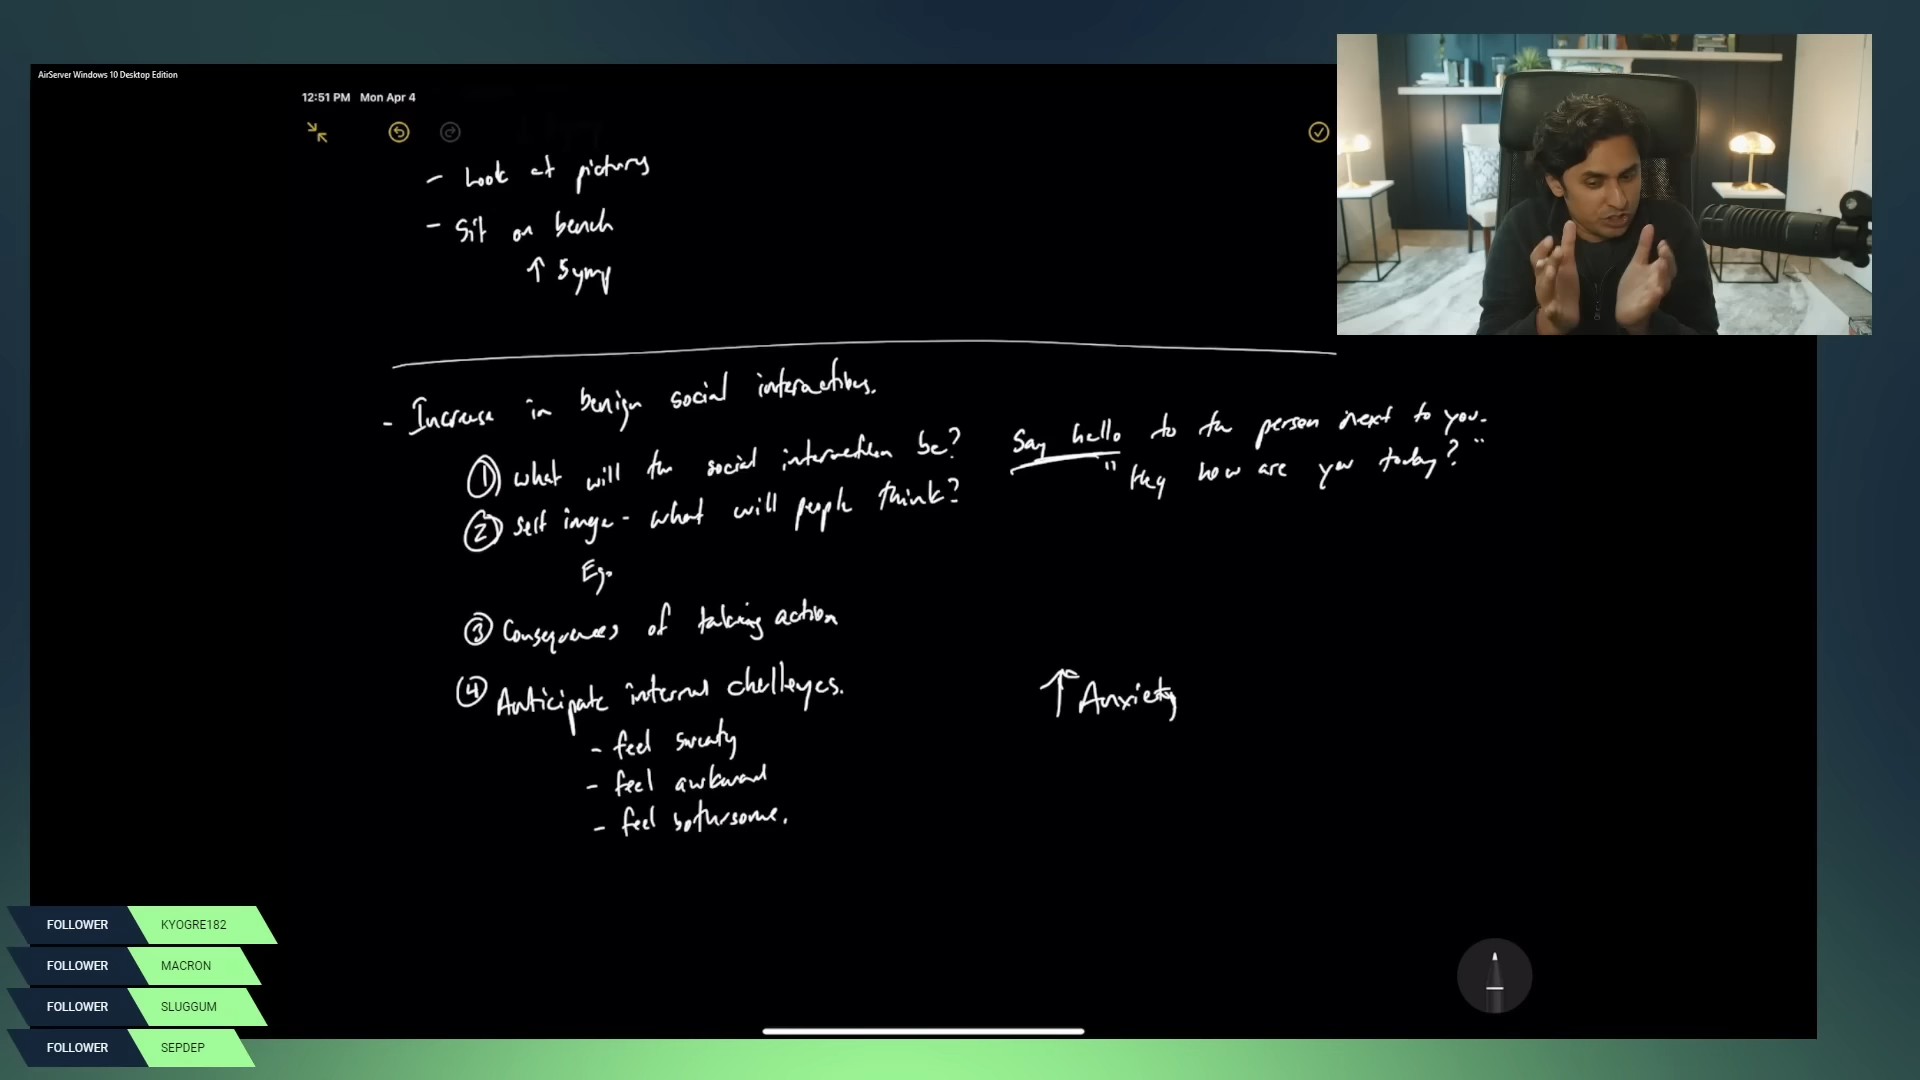 AirServer Windows 10 Desktop Edition
12:51 PM Mon Apr 4
- Look at pictures
- Sit on bench
↑ Symp
- Increase in benign social interactions.
① what will the social interaction be?
Say hello to the person next to you.
"Hey how are you today?"
② self image - what will people think?
Eg.
③ Consequences of taking action
④ Anticipate internal challenges.
- feel sweaty
- feel awkward
- feel bothersome.
↑ Anxiety
FOLLOWER KYOGRE182
FOLLOWER MACRON
FOLLOWER SLUGGUM
FOLLOWER SEPDEP